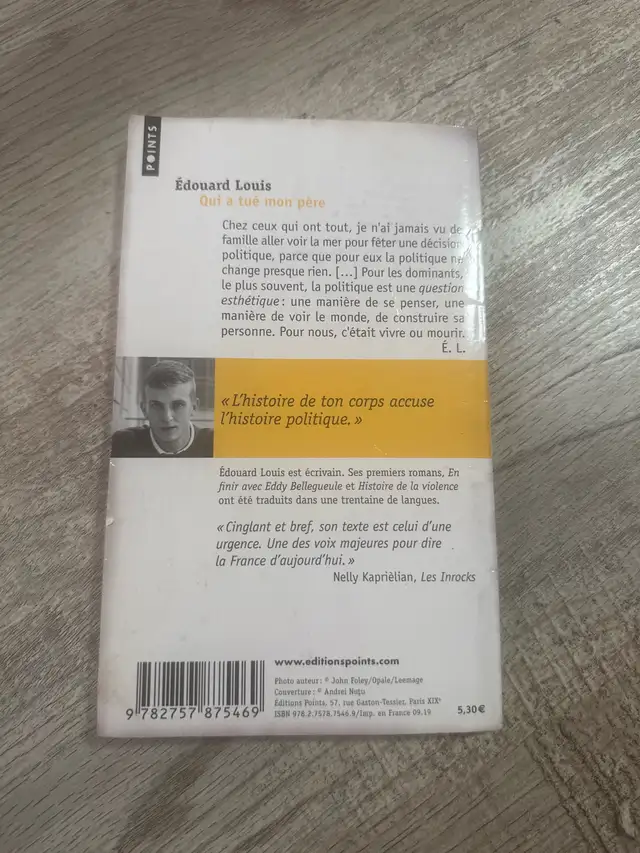 POINTS
Édouard Louis
Qui a tué mon père
Chez ceux qui ont tout, je n'ai jamais vu de
famille aller voir la mer pour fêter une décision
politique, parce que pour eux la politique ne
change presque rien. [...] Pour les dominants,
le plus souvent, la politique est une question
esthétique : une manière de se penser, une
manière de voir le monde, de construire sa
personne. Pour nous, c'était vivre ou mourir.
É. L.
« L'histoire de ton corps accuse
l'histoire politique. »
Édouard Louis est écrivain. Ses premiers romans, En
finir avec Eddy Bellegueule et Histoire de la violence
ont été traduits dans une trentaine de langues.
« Cinglant et bref, son texte est celui d'une
urgence. Une des voix majeures pour dire
la France d'aujourd'hui. »
Nelly Kaprièlian, Les Inrocks
www.editionspoints.com
Photo auteur : © John Foley/Opale/Leemage
Couverture : © Andrei Nuțu
Éditions Points, 57, rue Gaston-Tessier, Paris XIXe
ISBN 978.2.7578.7546.9/Imp. en France 09.19
5,30 €
9 782757 875469